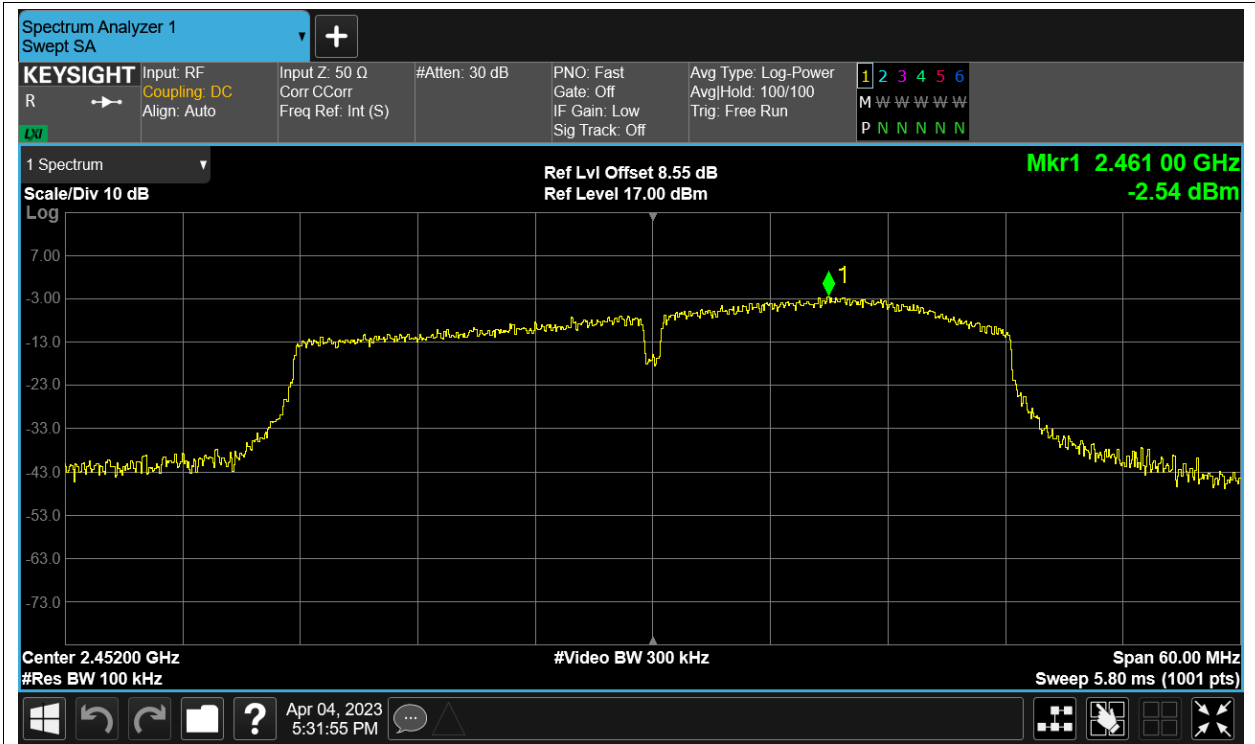 Spectrum Analyzer 1
Swept SA
KEYSIGHT
R
LXI
Input: RF
Coupling: DC
Align: Auto
Input Z: 50 Ω
Corr CCorr
Freq Ref: Int (S)
#Atten: 30 dB
PNO: Fast
Gate: Off
IF Gain: Low
Sig Track: Off
Avg Type: Log-Power
Avg|Hold: 100/100
Trig: Free Run
1 2 3 4 5 6
M W W W W W
P N N N N N
1 Spectrum
Scale/Div 10 dB
Log
Ref Lvl Offset 8.55 dB
Ref Level 17.00 dBm
Mkr1 2.461 00 GHz
-2.54 dBm
1
7.00
-3.00
-13.0
-23.0
-33.0
-43.0
-53.0
-63.0
-73.0
Center 2.45200 GHz
#Res BW 100 kHz
#Video BW 300 kHz
Span 60.00 MHz
Sweep 5.80 ms (1001 pts)
?
Apr 04, 2023
5:31:55 PM